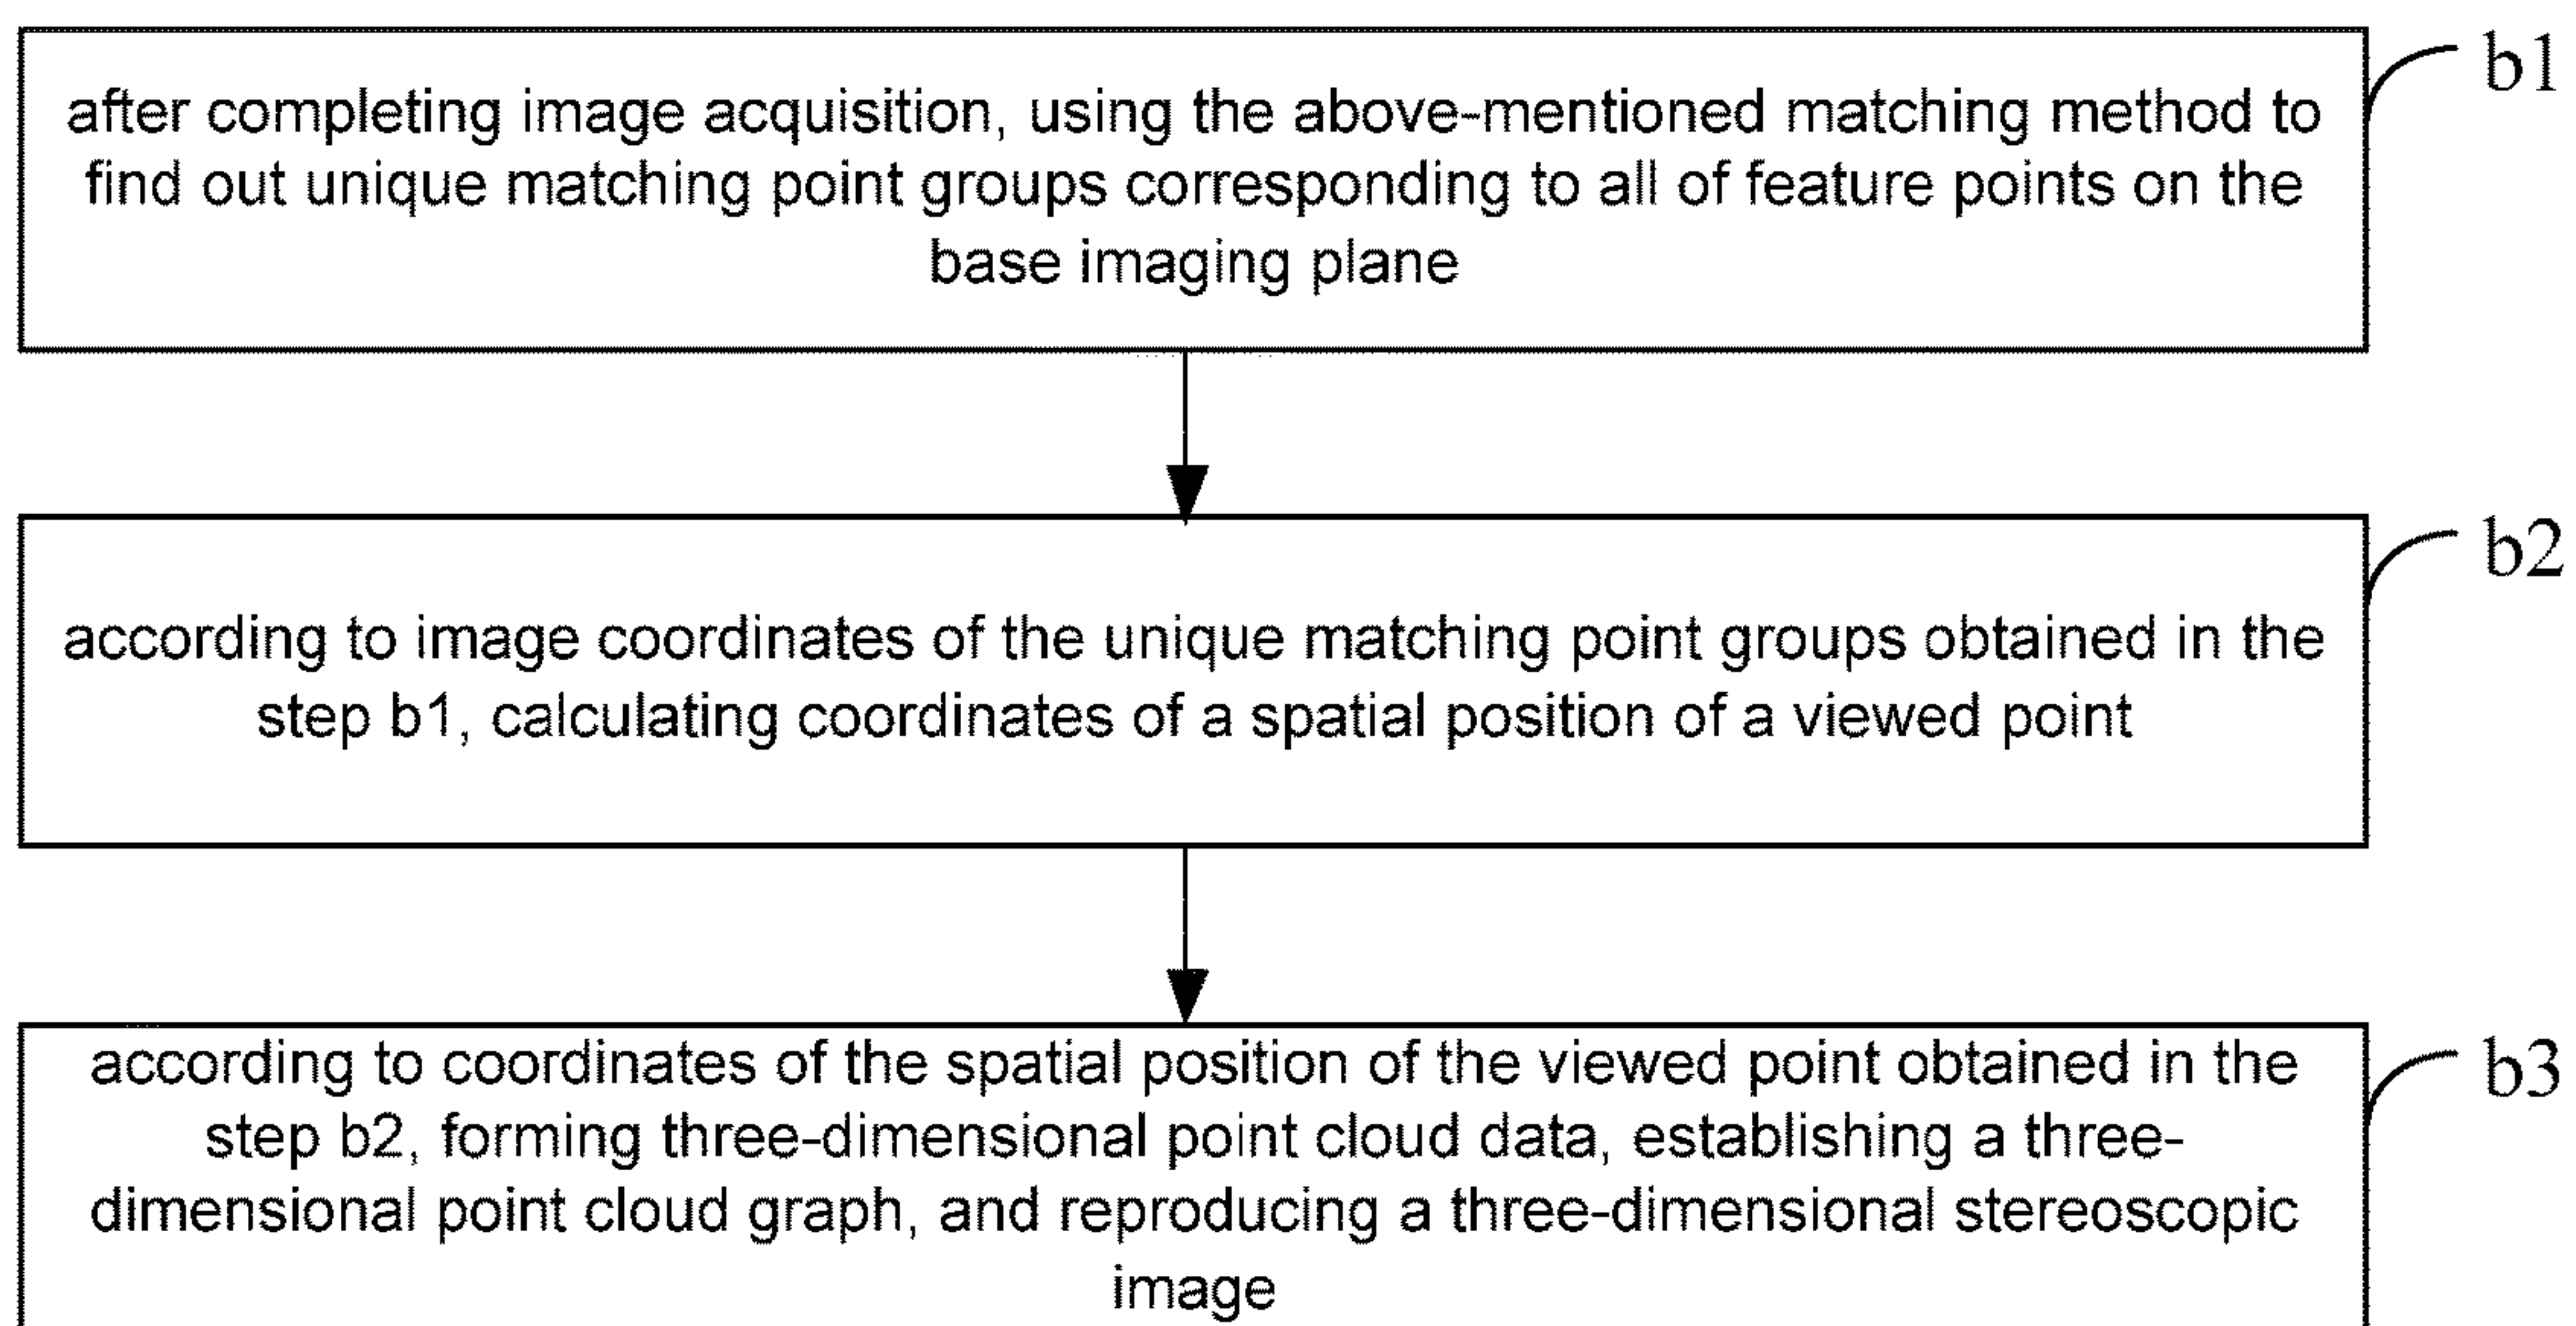 after completing image acquisition, using the above-mentioned matching method to
find out unique matching point groups corresponding to all of feature points on the
base imaging plane
b1
according to image coordinates of the unique matching point groups obtained in the
step b1, calculating coordinates of a spatial position of a viewed point
b2
according to coordinates of the spatial position of the viewed point obtained in the
step b2, forming three-dimensional point cloud data, establishing a three-
dimensional point cloud graph, and reproducing a three-dimensional stereoscopic
image
b3